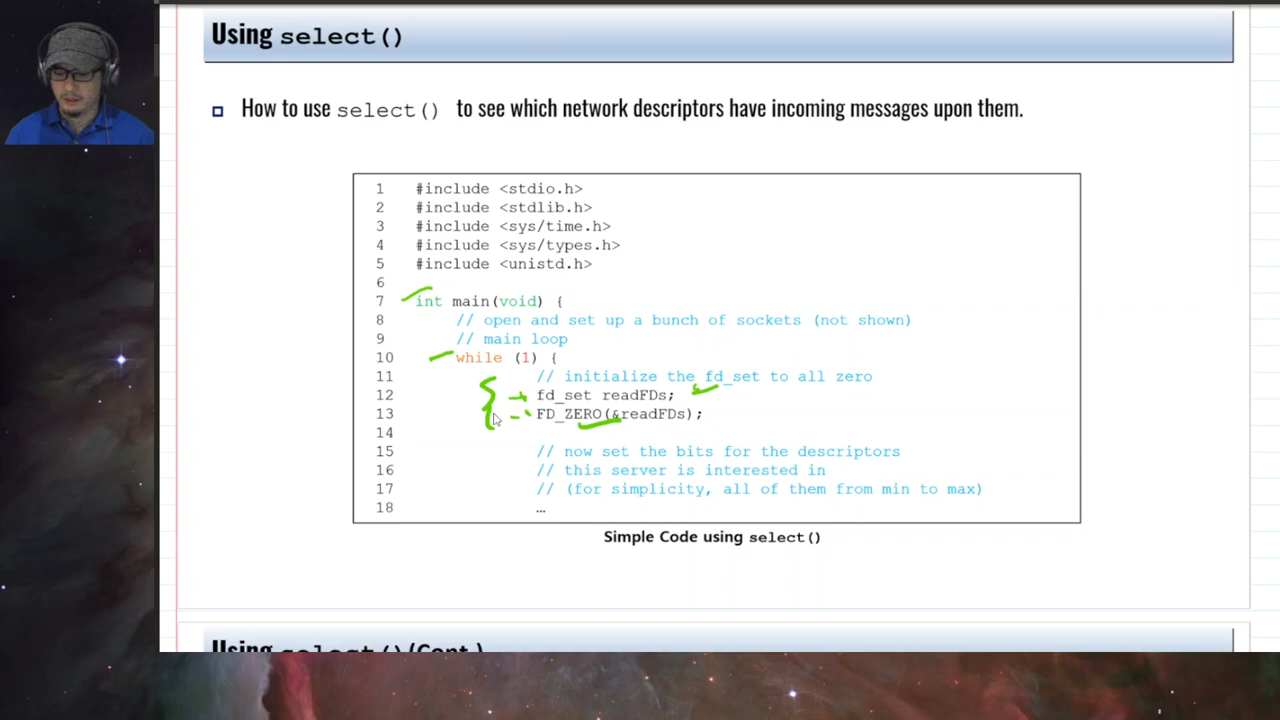 Using select()
How to use select() to see which network descriptors have incoming messages upon them.
1 #include <stdio.h>
2 #include <stdlib.h>
3 #include <sys/time.h>
4 #include <sys/types.h>
5 #include <unistd.h>
6
7 int main(void) {
8 // open and set up a bunch of sockets (not shown)
9 // main loop
10 while (1) {
11 // initialize the fd_set to all zero
12 fd_set readFDs;
13 FD_ZERO(&readFDs);
14
15 // now set the bits for the descriptors
16 // this server is interested in
17 // (for simplicity, all of them from min to max)
18 …
Simple Code using select()
Using select()(Cont.)